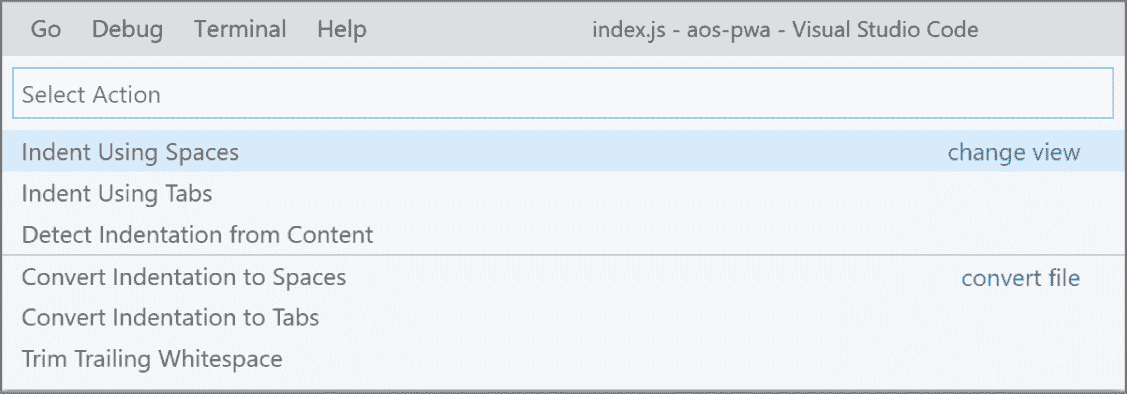 Go Debug Terminal Help index.js - aos-pwa - Visual Studio Code
Select Action
Indent Using Spaces change view
Indent Using Tabs
Detect Indentation from Content
Convert Indentation to Spaces convert file
Convert Indentation to Tabs
Trim Trailing Whitespace